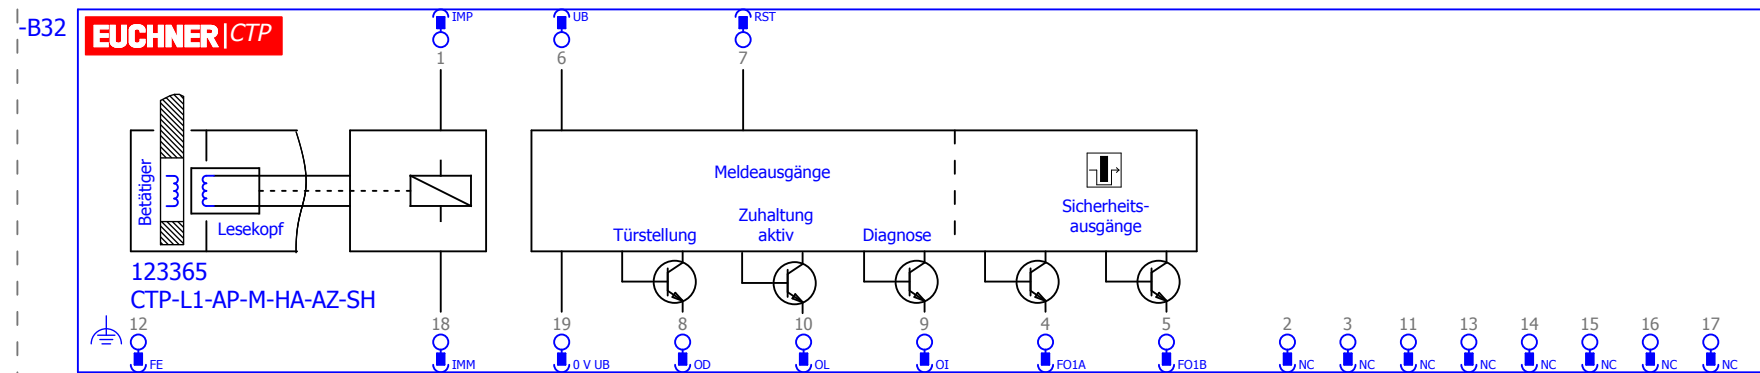 -B32
EUCHNER CTP
IMP
UB
RST
1
6
7
Betätiger
Lesekopf
Meldeausgänge
Türstellung
Zuhaltung
aktiv
Diagnose
Sicherheits-
ausgänge
123365
CTP-L1-AP-M-HA-AZ-SH
12
18
19
8
10
9
4
5
2
3
11
13
14
15
16
17
FE
IMM
0 V UB
OD
OL
OI
FO1A
FO1B
NC
NC
NC
NC
NC
NC
NC
NC